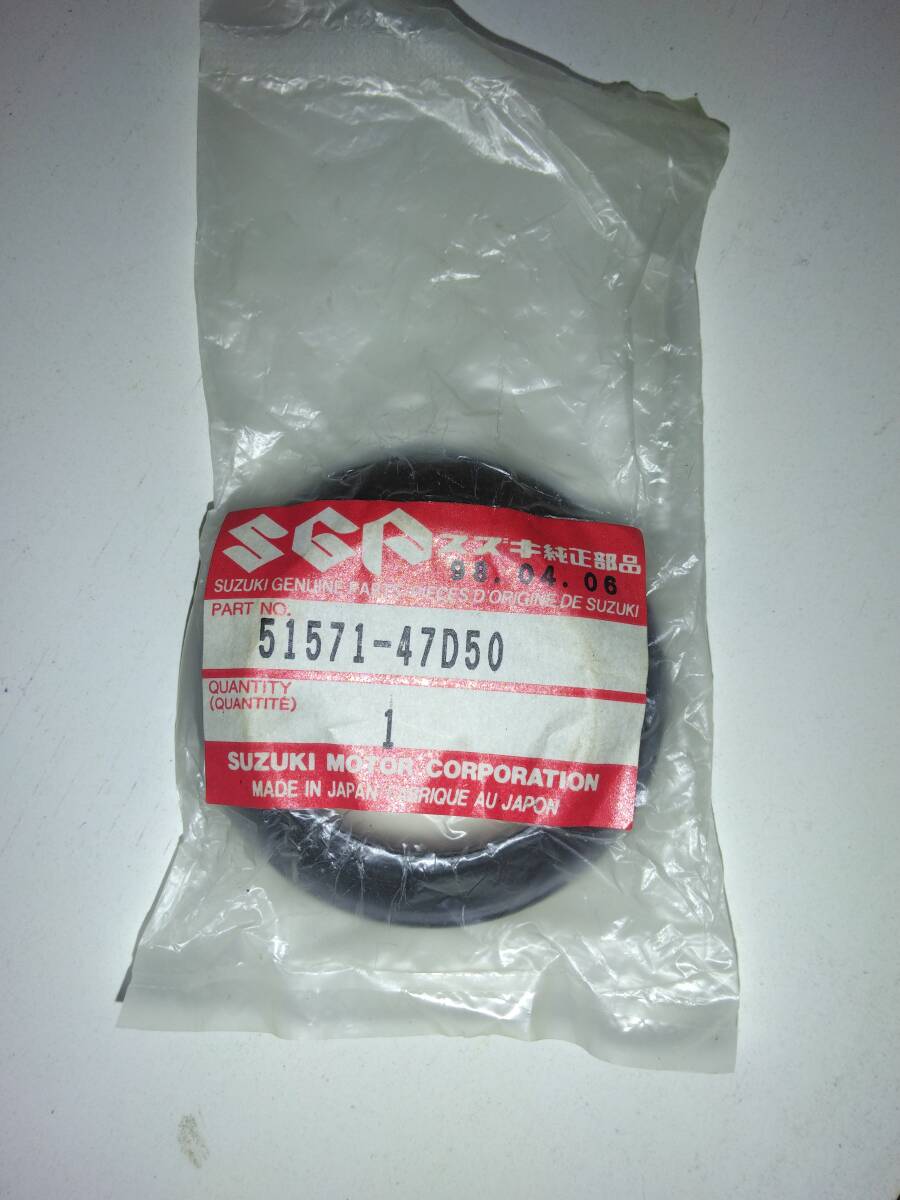 SGP スズキ純正部品
98.04.06
SUZUKI GENUINE PARTS PIÈCES D'ORIGINE DE SUZUKI
PART NO.
51571-47D50
QUANTITY
(QUANTITÉ)
1
SUZUKI MOTOR CORPORATION
MADE IN JAPAN FABRIQUE AU JAPON